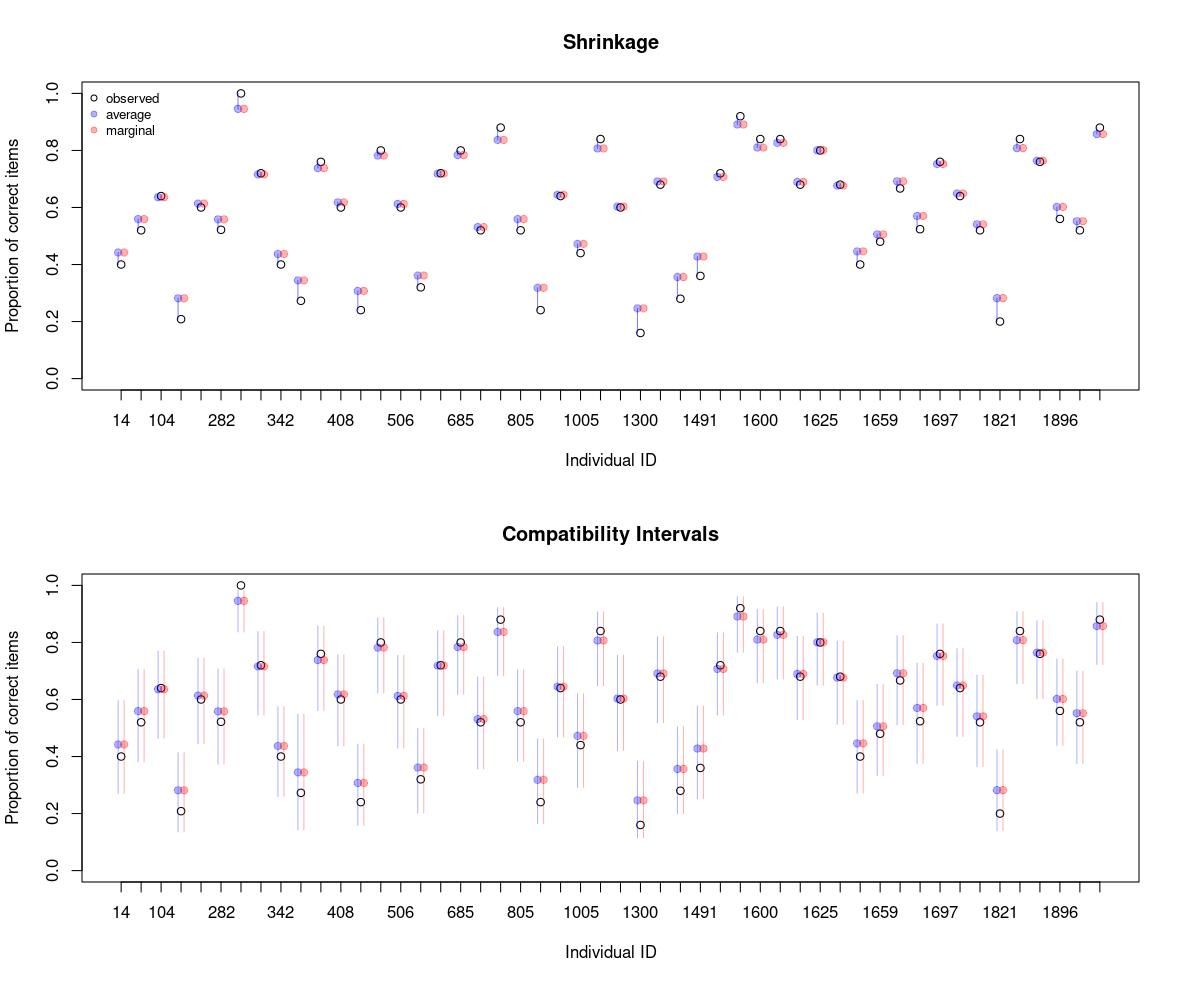 Shrinkage
Proportion of correct items
1.0
0.8
0.6
0.4
0.2
0.0
observed
average
marginal
14 104 282 342 408 506 685 805 1005 1300 1491 1600 1625 1659 1697 1821 1896
Individual ID
Compatibility Intervals
Proportion of correct items
1.0
0.8
0.6
0.4
0.2
0.0
14 104 282 342 408 506 685 805 1005 1300 1491 1600 1625 1659 1697 1821 1896
Individual ID